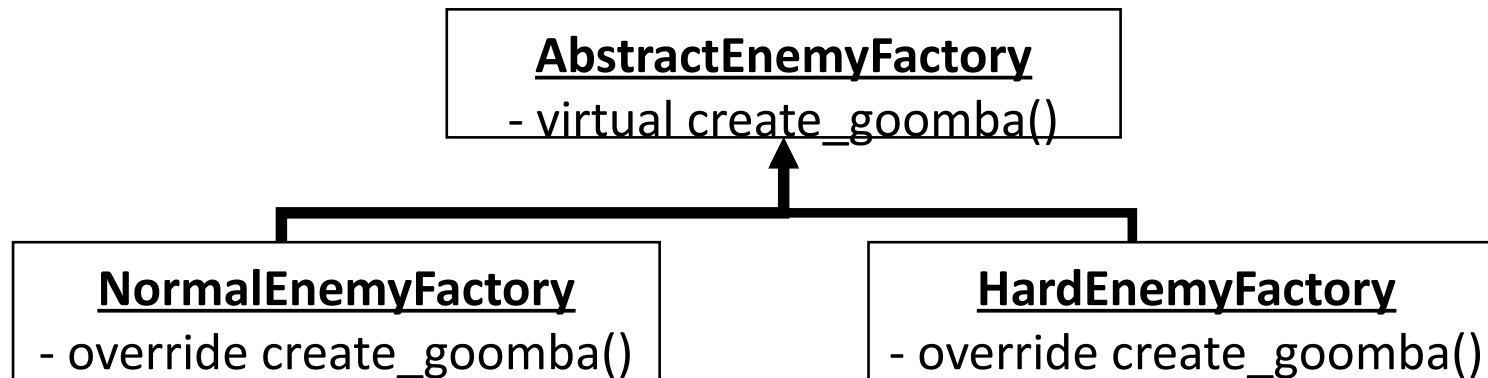 AbstractEnemyFactory
- virtual create_goomba()
NormalEnemyFactory
- override create_goomba()
HardEnemyFactory
- override create_goomba()